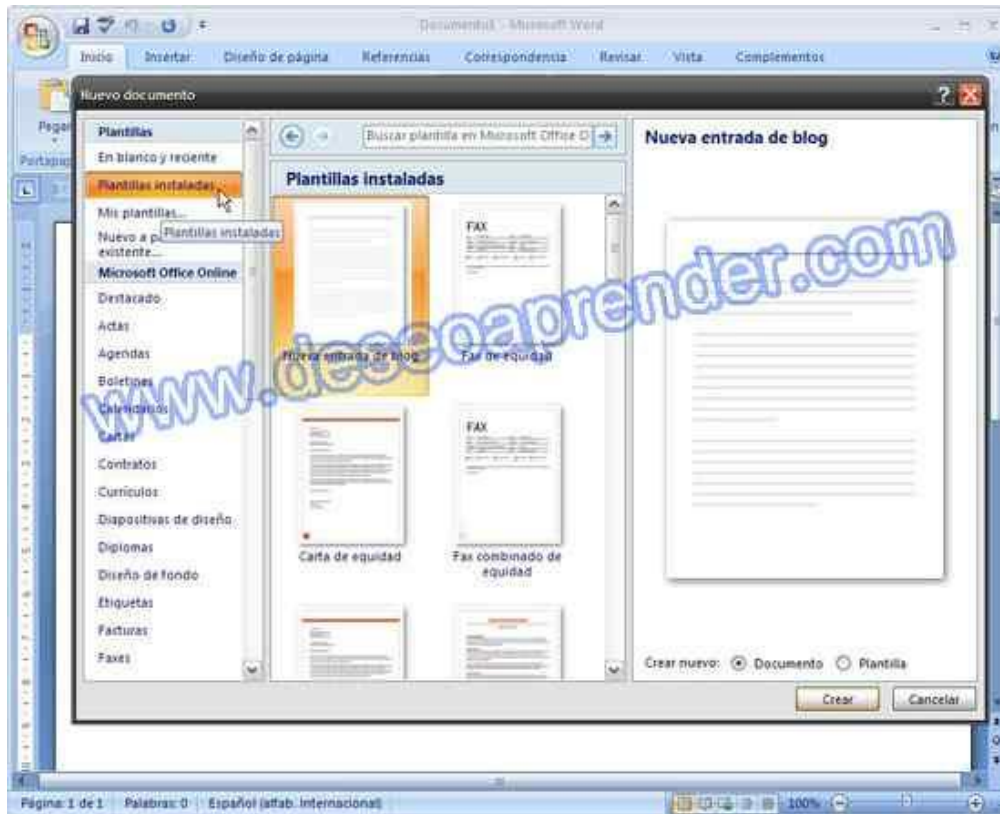 Documento1 - Microsoft Word
Inicio Insertar Diseño de página Referencias Correspondencia Revisar Vista Complementos
Nuevo documento
?
Plantillas
En blanco y reciente
Plantillas instaladas
Mis plantillas...
Nuevo a
existente...
Plantillas instaladas
Microsoft Office Online
Destacado
Actas
Agendas
Boletines
Calendarios
Cartas
Contratos
Currículos
Diapositivas de diseño
Diplomas
Diseño de fondo
Etiquetas
Facturas
Faxes
Buscar plantilla en Microsoft Office O
Plantillas instaladas
Nueva entrada de blog
FAX
Fax de equidad
Carta de equidad
FAX
Fax combinado de
equidad
Nueva entrada de blog
www.deseoaprender.com
Crear nuevo: Documento Plantilla
Crear Cancelar
Página: 1 de 1 Palabras: 0 Español (alfab. internacional) 100%